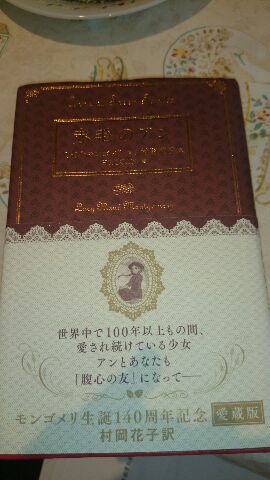 赤毛のアン
Lucy Maud Montgomery
世界中で100年以上もの間、
愛され続けている少女
アンとあなたも
「腹心の友」になって――
モンゴメリ生誕140周年記念 愛蔵版
村岡花子訳